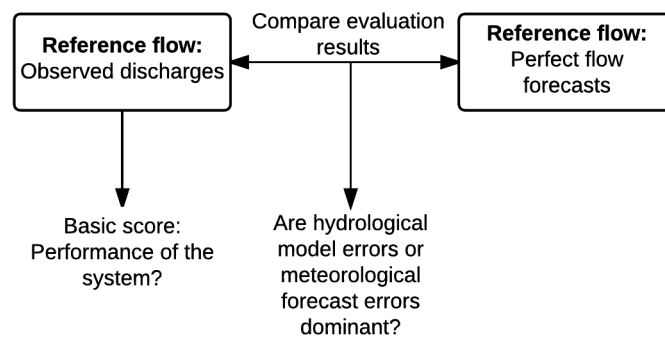 Reference flow:
Observed discharges
Compare evaluation
results
Reference flow:
Perfect flow
forecasts
Basic score:
Performance of the
system?
Are hydrological
model errors or
meteorological
forecast errors
dominant?